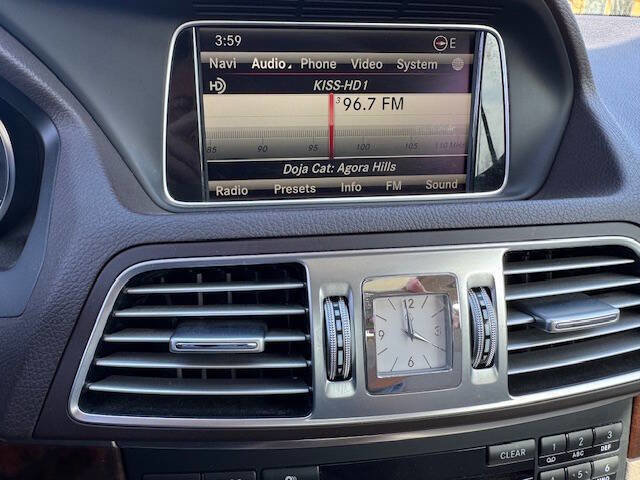 3:59 E
Navi Audio Phone Video System
HD KISS-HD1
3 96.7 FM
85 90 95 100 105 110 MHz
Doja Cat: Agora Hills
Radio Presets Info FM Sound
12
9 3
6
CLEAR 1 2 3
ABC DEF
5 6
MNO